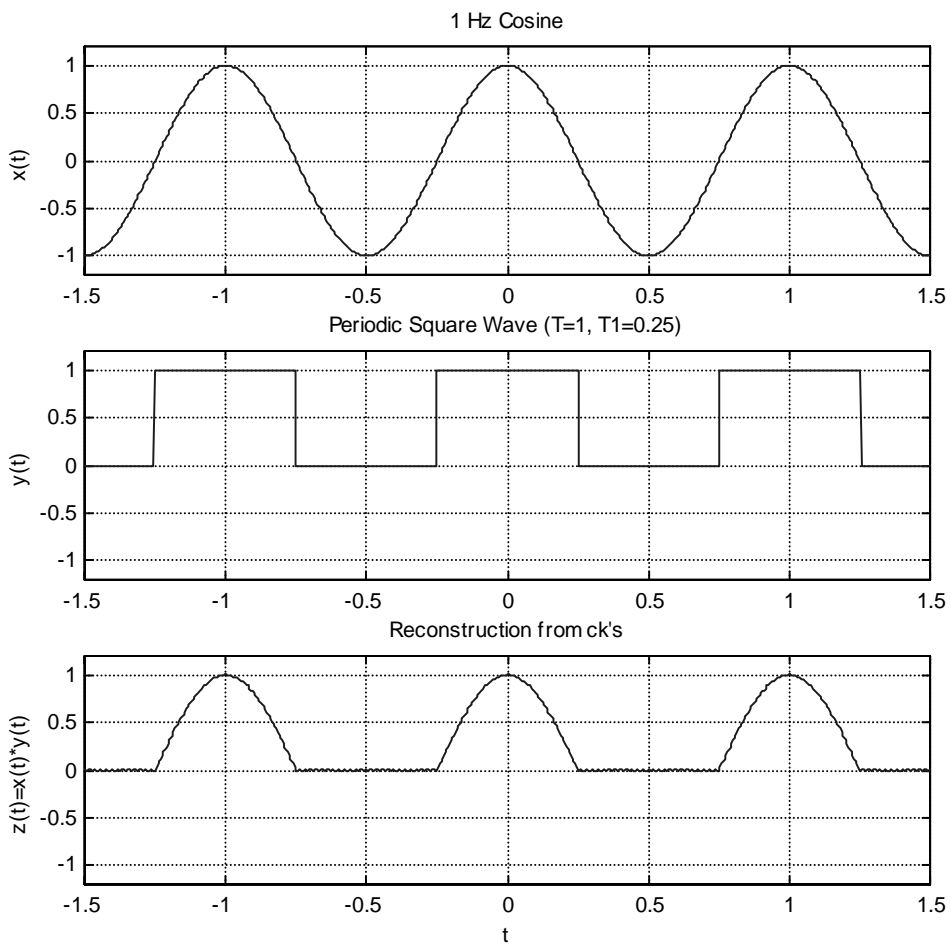 1 Hz Cosine
x(t)
1
0.5
0
-0.5
-1
-1.5 -1 -0.5 0 0.5 1 1.5
Periodic Square Wave (T=1, T1=0.25)
y(t)
1
0.5
0
-0.5
-1
-1.5 -1 -0.5 0 0.5 1 1.5
Reconstruction from ck's
z(t)=x(t)*y(t)
1
0.5
0
-0.5
-1
-1.5 -1 -0.5 0 0.5 1 1.5
t